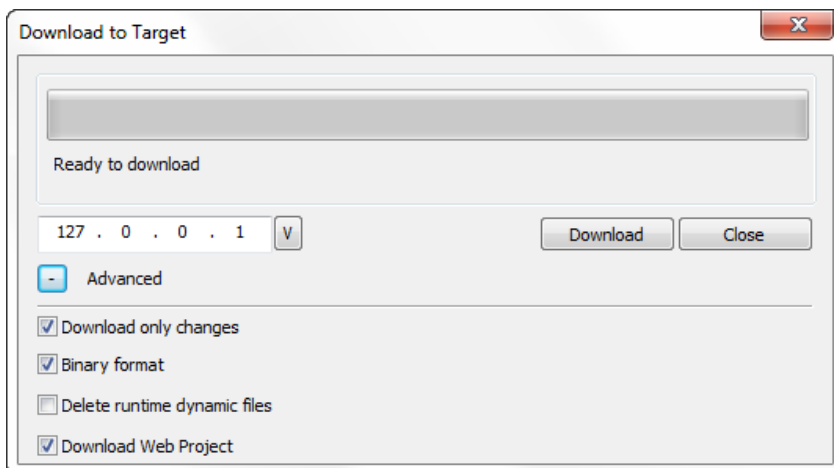 Download to Target
Ready to download
127 . 0 . 0 . 1 V Download Close
- Advanced
Download only changes
Binary format
Delete runtime dynamic files
Download Web Project